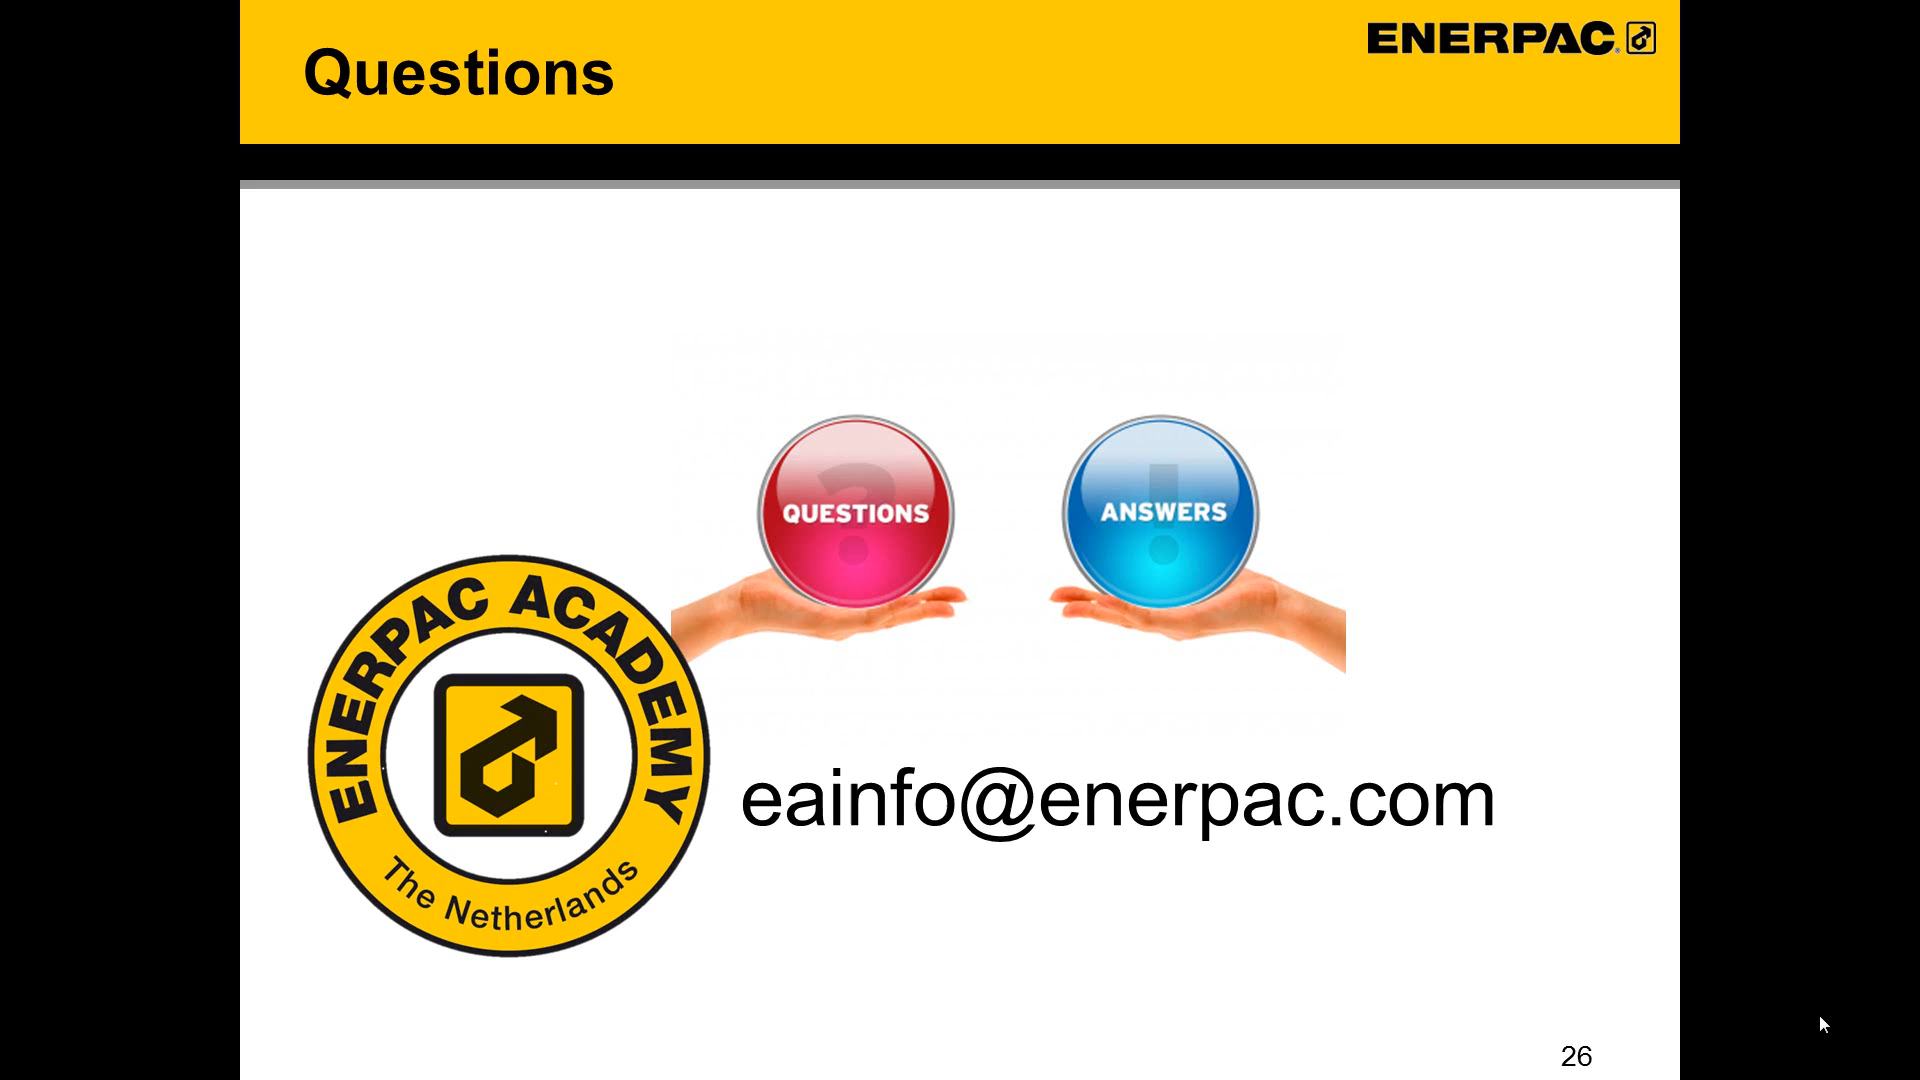 Questions
ENERPAC
QUESTIONS
ANSWERS
ENERPAC ACADEMY
The Netherlands
eainfo@enerpac.com
26